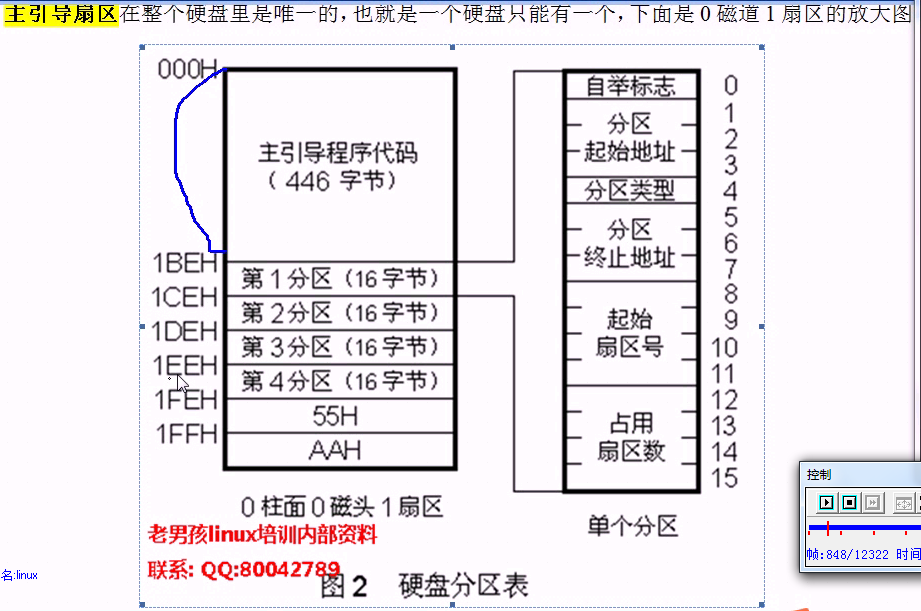 主引导扇区在整个硬盘里是唯一的，也就是一个硬盘只能有一个，下面是 0 磁道 1 扇区的放大图
000H
主引导程序代码
（ 446 字节）
1BEH
第 1 分区（16 字节）
1CEH
第 2 分区（16 字节）
1DEH
第 3 分区（16 字节）
1EEH
第 4 分区（16 字节）
1FEH
55H
1FFH
AAH
0 柱面 0 磁头 1 扇区
自举标志
0
分区
起始地址
1
2
3
分区类型
4
分区
终止地址
5
6
7
起始
扇区号
8
9
10
11
占用
扇区数
12
13
14
15
单个分区
老男孩linux培训内部资料
联系: QQ:80042789
图 2 硬盘分区表
名:linux
控制
帧:848/12322 时间